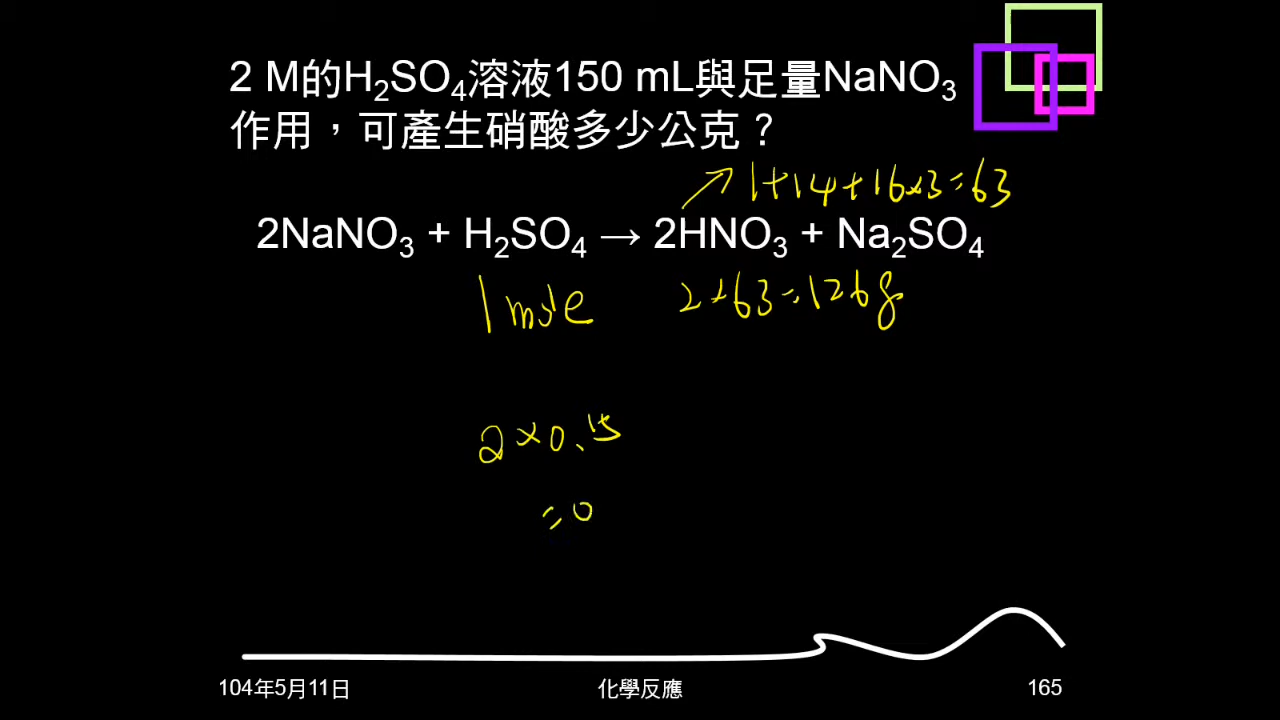 2 M的H₂SO₄溶液150 mL與足量NaNO₃
作用，可產生硝酸多少公克？
1+14+16×3=63
2NaNO₃ + H₂SO₄ → 2HNO₃ + Na₂SO₄
1 mole 2×63=126g
2×0.15
=0
104年5月11日 化學反應 165